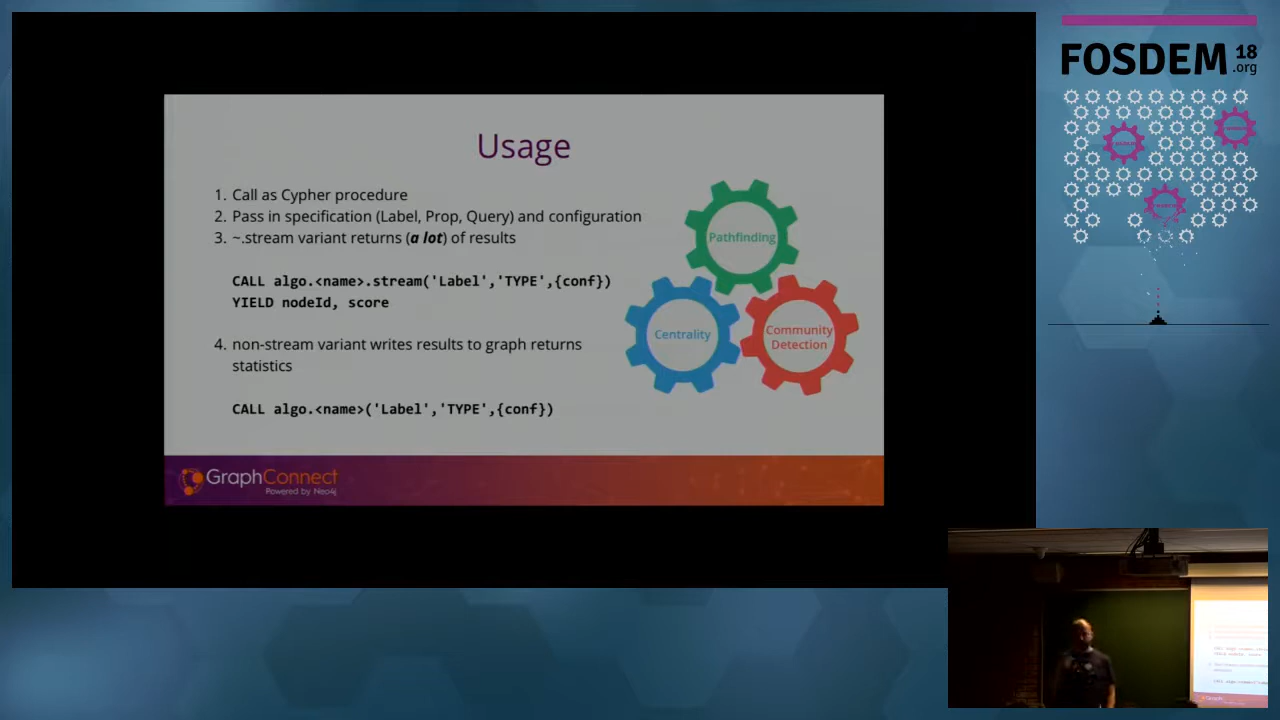 FOSDEM 18
.org
Usage
1. Call as Cypher procedure
2. Pass in specification (Label, Prop, Query) and configuration
3. ~.stream variant returns (a lot) of results
CALL algo.<name>.stream('Label','TYPE',{conf})
YIELD nodeId, score
4. non-stream variant writes results to graph returns
statistics
CALL algo.<name>('Label','TYPE',{conf})
Pathfinding
Centrality
Community
Detection
GraphConnect
Powered by Neo4j